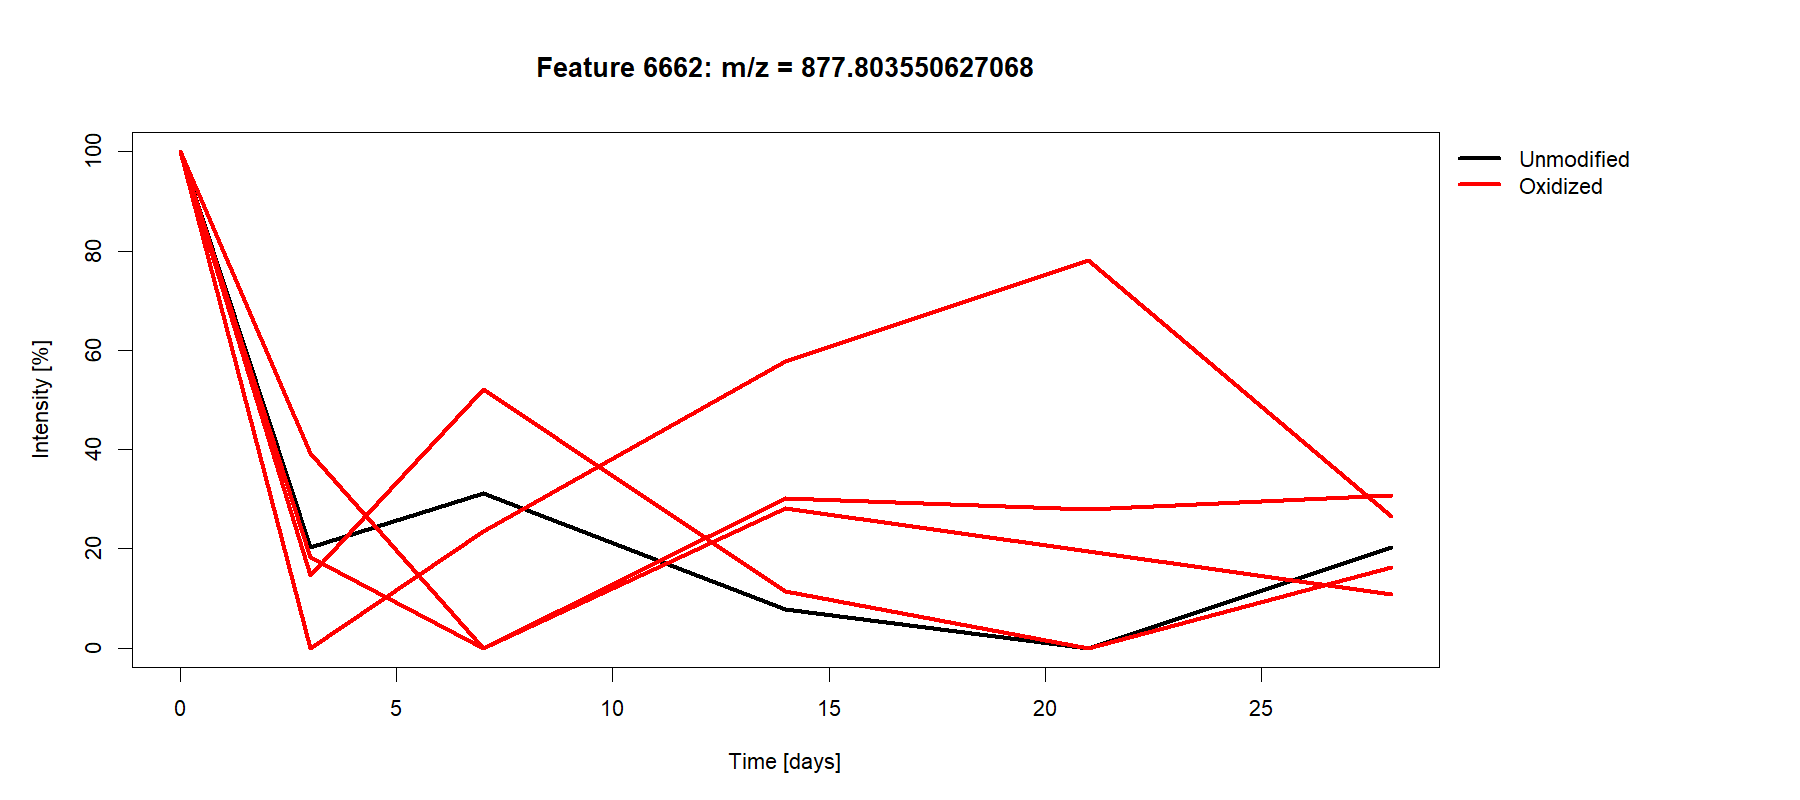 Feature 6662: m/z = 877.803550627068
Unmodified
Oxidized
Intensity [%]
100
80
60
40
20
0
0 5 10 15 20 25
Time [days]